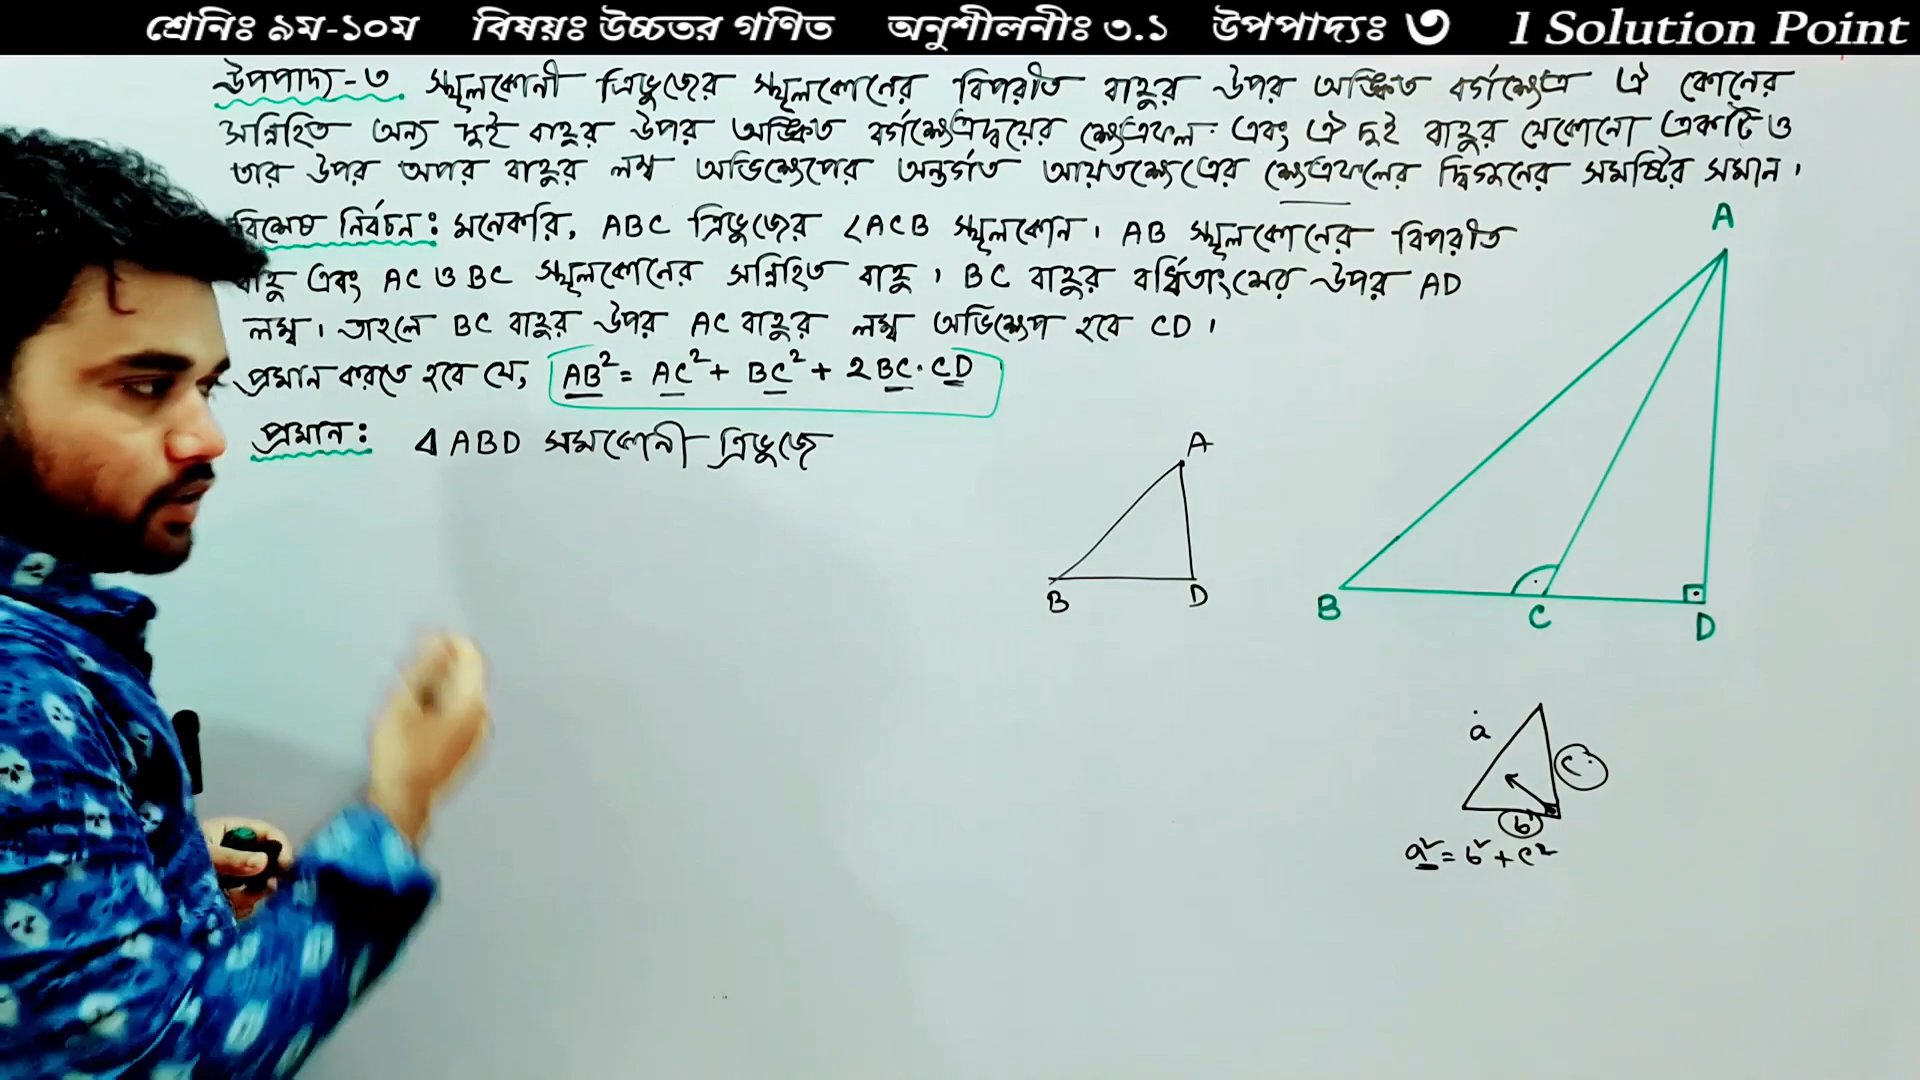 শ্রেনিঃ ৯ম-১০ম বিষয়ঃ উচ্চতর গণিত অনুশীলনীঃ ৩.১ উপপাদ্যঃ ৩ 1 Solution Point
উপপাদ্য-৩. স্থূলকোনী ত্রিভুজের স্থূলকোনের বিপরীত বাহুর উপর অঙ্কিত বর্গক্ষেত্র ঐ কোনের
সন্নিহিত অন্য দুই বাহুর উপর অঙ্কিত বর্গক্ষেত্রদ্বয়ের ক্ষেত্রফল এবং ঐ দুই বাহুর যেকোনো একটি ও
তার উপর অপর বাহুর লম্ব অভিক্ষেপের অন্তর্গত আয়তক্ষেত্রের ক্ষেত্রফলের দ্বিগুনের সমষ্টির সমান।
বিশেষ নির্বচন: মনেকরি, ABC ত্রিভুজের ∠ACB স্থূলকোন। AB স্থূলকোনের বিপরীত
বাহু এবং AC ও BC স্থূলকোনের সন্নিহিত বাহু। BC বাহুর বর্ধিতাংশের উপর AD
লম্ব। তাহলে BC বাহুর উপর AC বাহুর লম্ব অভিক্ষেপ হবে CD।
প্রমান করতে হবে যে, AB² = AC² + BC² + 2BC·CD
প্রমান: ΔABD সমকোনী ত্রিভুজে
A
B
C
D
A
B
D
a
c
b
a² = b² + c²